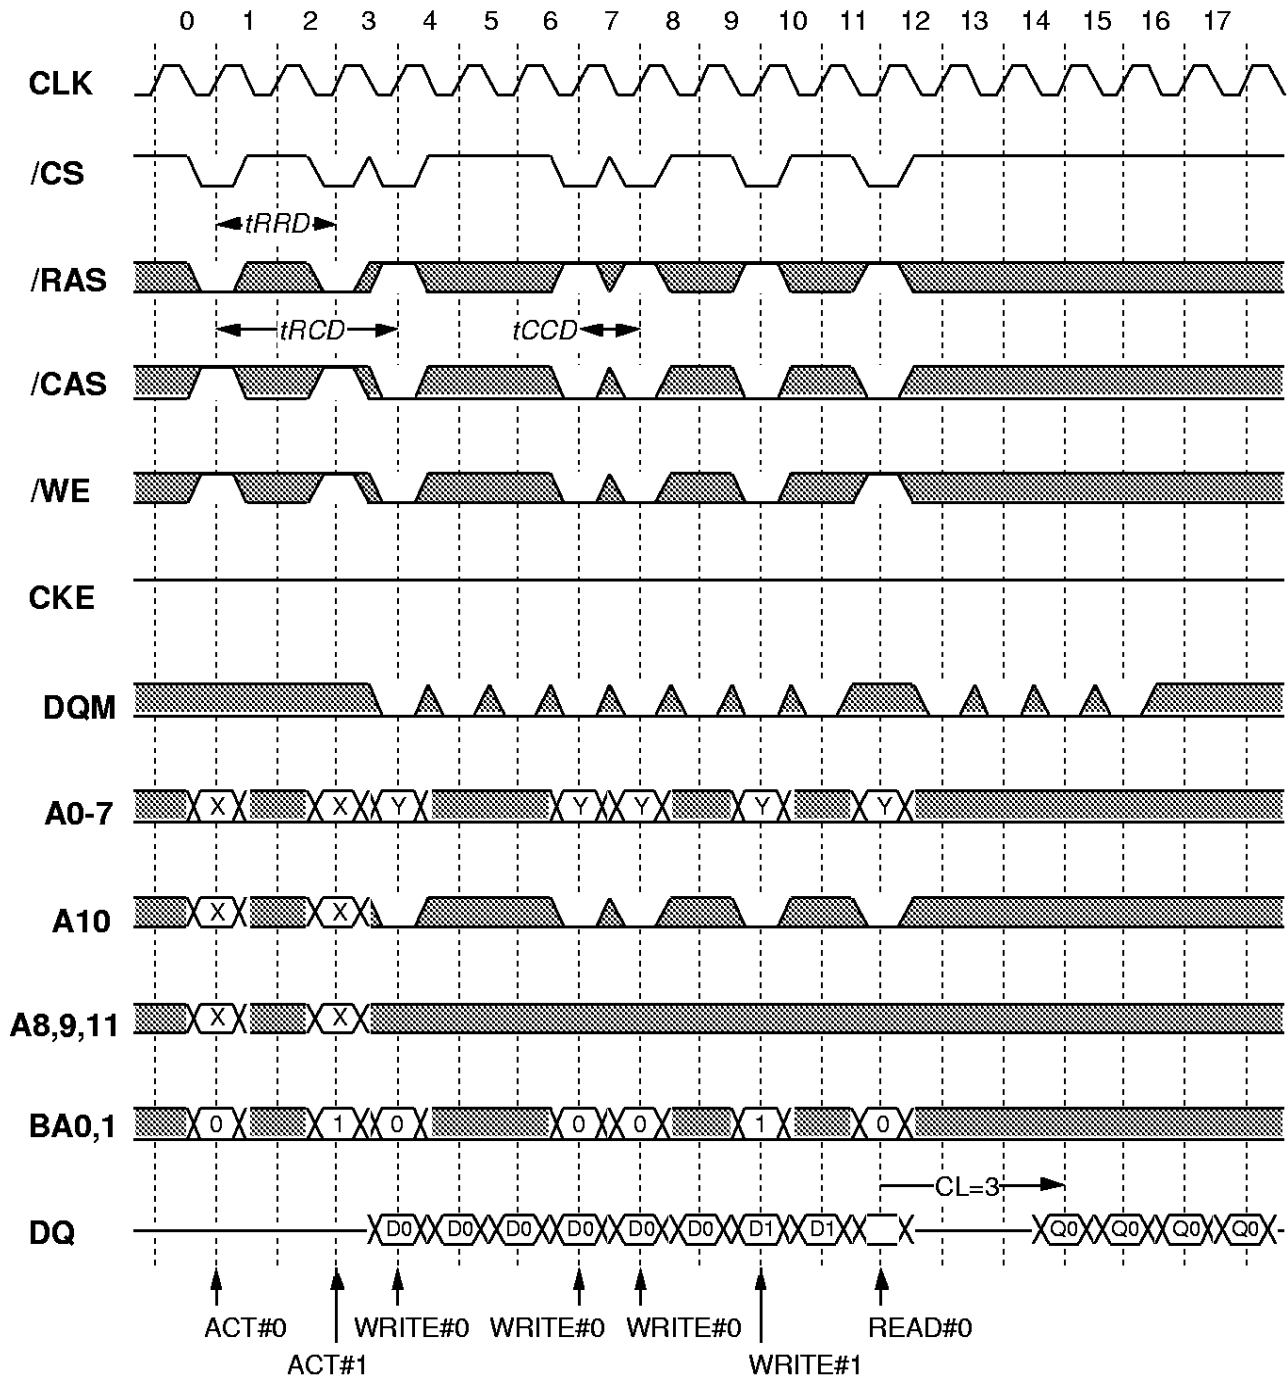 0 1 2 3 4 5 6 7 8 9 10 11 12 13 14 15 16 17
CLK
/CS
tRRD
/RAS
tRCD tCCD
/CAS
/WE
CKE
DQM
A0-7 X X Y Y Y Y Y
A10 X X
A8,9,11 X X
BA0,1 0 1 0 0 0 1 0
CL=3
DQ D0 D0 D0 D0 D0 D0 D1 D1 Q0 Q0 Q0 Q0
ACT#0 WRITE#0 WRITE#0 WRITE#0 READ#0
ACT#1 WRITE#1